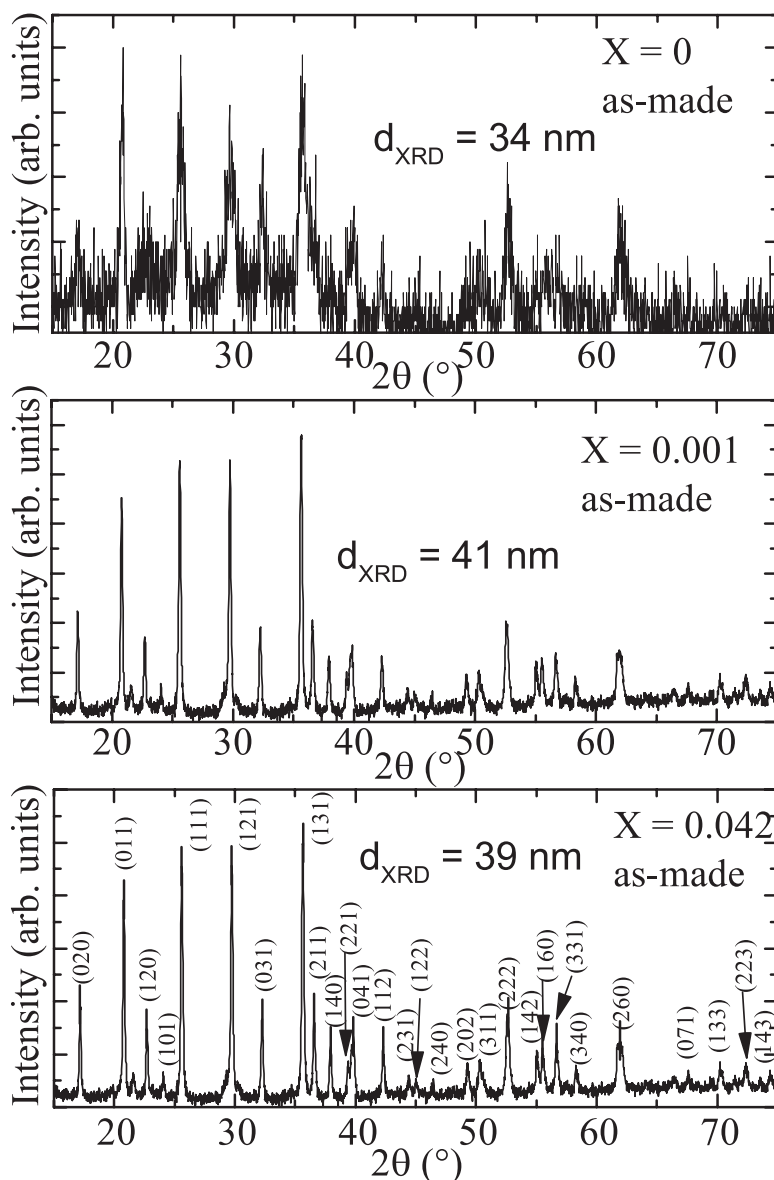 Intensity (arb. units)
X = 0
as-made
d_XRD = 34 nm
20 30 40 50 60 70
2θ (°)
Intensity (arb. units)
X = 0.001
as-made
d_XRD = 41 nm
20 30 40 50 60 70
2θ (°)
Intensity (arb. units)
X = 0.042
as-made
d_XRD = 39 nm
(020)
(011)
(120)
(101)
(111)
(121)
(031)
(131)
(211)
(140)
(221)
(041)
(112)
(231)
(122)
(240)
(202)
(311)
(222)
(142)
(160)
(331)
(340)
(260)
(071)
(133)
(223)
(143)
20 30 40 50 60 70
2θ (°)